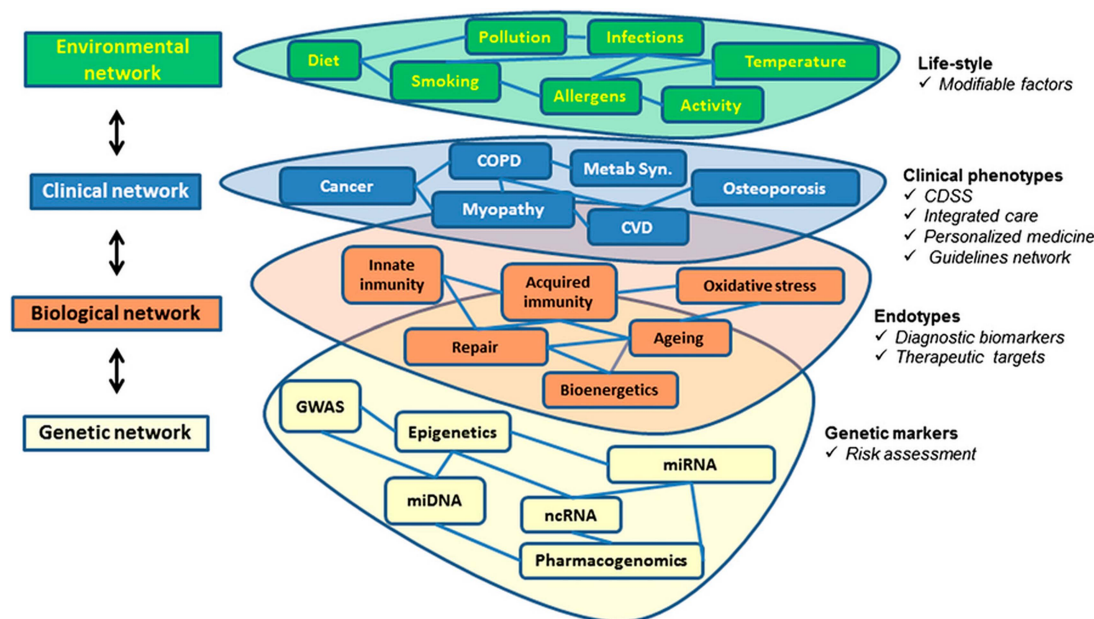 Environmental
network
Diet
Pollution
Infections
Smoking
Allergens
Temperature
Activity
Life-style
✓ Modifiable factors
Clinical network
Cancer
COPD
Metab Syn.
Myopathy
CVD
Osteoporosis
Clinical phenotypes
✓ CDSS
✓ Integrated care
✓ Personalized medicine
✓ Guidelines network
Biological network
Innate
inmunity
Acquired
immunity
Oxidative stress
Repair
Ageing
Bioenergetics
Endotypes
✓ Diagnostic biomarkers
✓ Therapeutic targets
Genetic network
GWAS
Epigenetics
miRNA
miDNA
ncRNA
Pharmacogenomics
Genetic markers
✓ Risk assessment